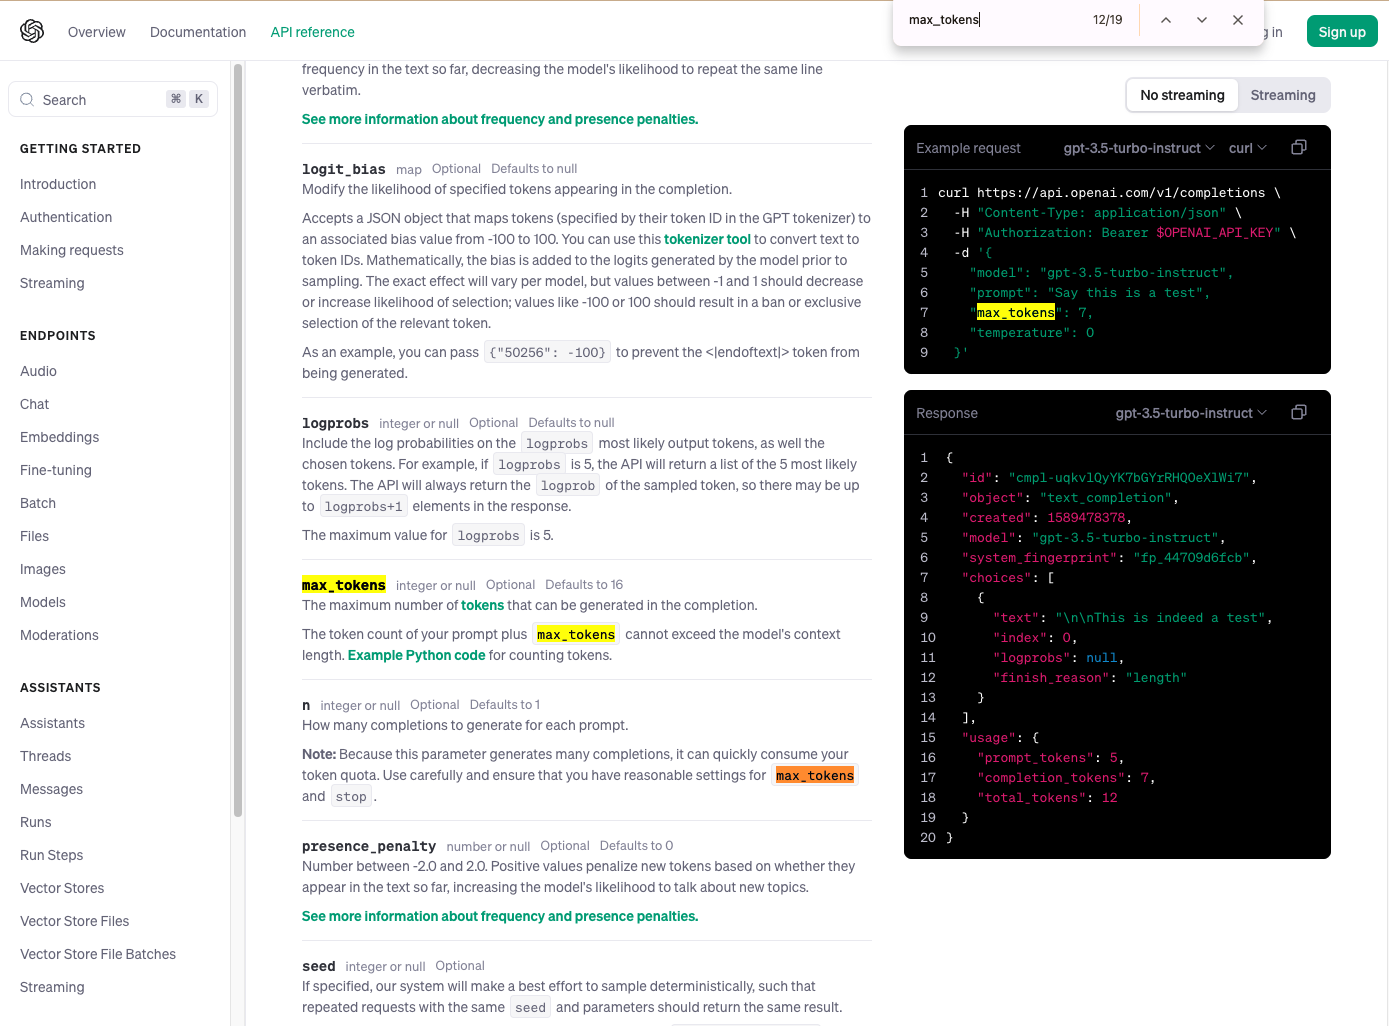 max_tokens
12/19
Overview
Documentation
API reference
g in
Sign up
Search
⌘
K
GETTING STARTED
Introduction
Authentication
Making requests
Streaming
ENDPOINTS
Audio
Chat
Embeddings
Fine-tuning
Batch
Files
Images
Models
Moderations
ASSISTANTS
Assistants
Threads
Messages
Runs
Run Steps
Vector Stores
Vector Store Files
Vector Store File Batches
Streaming
frequency in the text so far, decreasing the model's likelihood to repeat the same line
verbatim.
See more information about frequency and presence penalties.
logit_bias map Optional Defaults to null
Modify the likelihood of specified tokens appearing in the completion.
Accepts a JSON object that maps tokens (specified by their token ID in the GPT tokenizer) to
an associated bias value from -100 to 100. You can use this tokenizer tool to convert text to
token IDs. Mathematically, the bias is added to the logits generated by the model prior to
sampling. The exact effect will vary per model, but values between -1 and 1 should decrease
or increase likelihood of selection; values like -100 or 100 should result in a ban or exclusive
selection of the relevant token.
As an example, you can pass {"50256": -100} to prevent the <|endoftext|> token from
being generated.
logprobs integer or null Optional Defaults to null
Include the log probabilities on the logprobs most likely output tokens, as well the
chosen tokens. For example, if logprobs is 5, the API will return a list of the 5 most likely
tokens. The API will always return the logprob of the sampled token, so there may be up
to logprobs+1 elements in the response.
The maximum value for logprobs is 5.
max_tokens integer or null Optional Defaults to 16
The maximum number of tokens that can be generated in the completion.
The token count of your prompt plus max_tokens cannot exceed the model's context
length. Example Python code for counting tokens.
n integer or null Optional Defaults to 1
How many completions to generate for each prompt.
Note: Because this parameter generates many completions, it can quickly consume your
token quota. Use carefully and ensure that you have reasonable settings for max_tokens
and stop.
presence_penalty number or null Optional Defaults to 0
Number between -2.0 and 2.0. Positive values penalize new tokens based on whether they
appear in the text so far, increasing the model's likelihood to talk about new topics.
See more information about frequency and presence penalties.
seed integer or null Optional
If specified, our system will make a best effort to sample deterministically, such that
repeated requests with the same seed and parameters should return the same result.
No streaming
Streaming
Example request
gpt-3.5-turbo-instruct
curl
1 curl https://api.openai.com/v1/completions \
2 -H "Content-Type: application/json" \
3 -H "Authorization: Bearer $OPENAI_API_KEY" \
4 -d '{
5 "model": "gpt-3.5-turbo-instruct",
6 "prompt": "Say this is a test",
7 "max_tokens": 7,
8 "temperature": 0
9 }'
Response
gpt-3.5-turbo-instruct
1 {
2 "id": "cmpl-uqkvlQyYK7bGYrRHQ0eXlWi7",
3 "object": "text_completion",
4 "created": 1589478378,
5 "model": "gpt-3.5-turbo-instruct",
6 "system_fingerprint": "fp_44709d6fcb",
7 "choices": [
8 {
9 "text": "\n\nThis is indeed a test",
10 "index": 0,
11 "logprobs": null,
12 "finish_reason": "length"
13 }
14 ],
15 "usage": {
16 "prompt_tokens": 5,
17 "completion_tokens": 7,
18 "total_tokens": 12
19 }
20 }